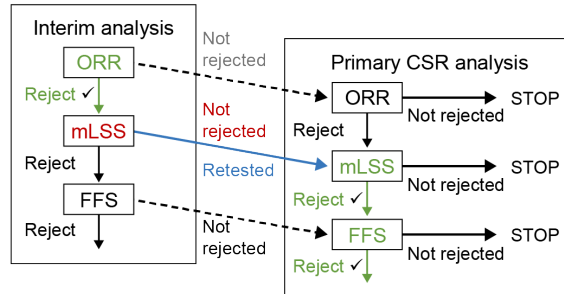 Interim analysis
ORR
Reject ✓
mLSS
Reject
FFS
Reject
Not
rejected
Not
rejected
Retested
Not
rejected
Primary CSR analysis
ORR
Not rejected
STOP
Reject
mLSS
Not rejected
STOP
Reject ✓
FFS
Not rejected
STOP
Reject ✓